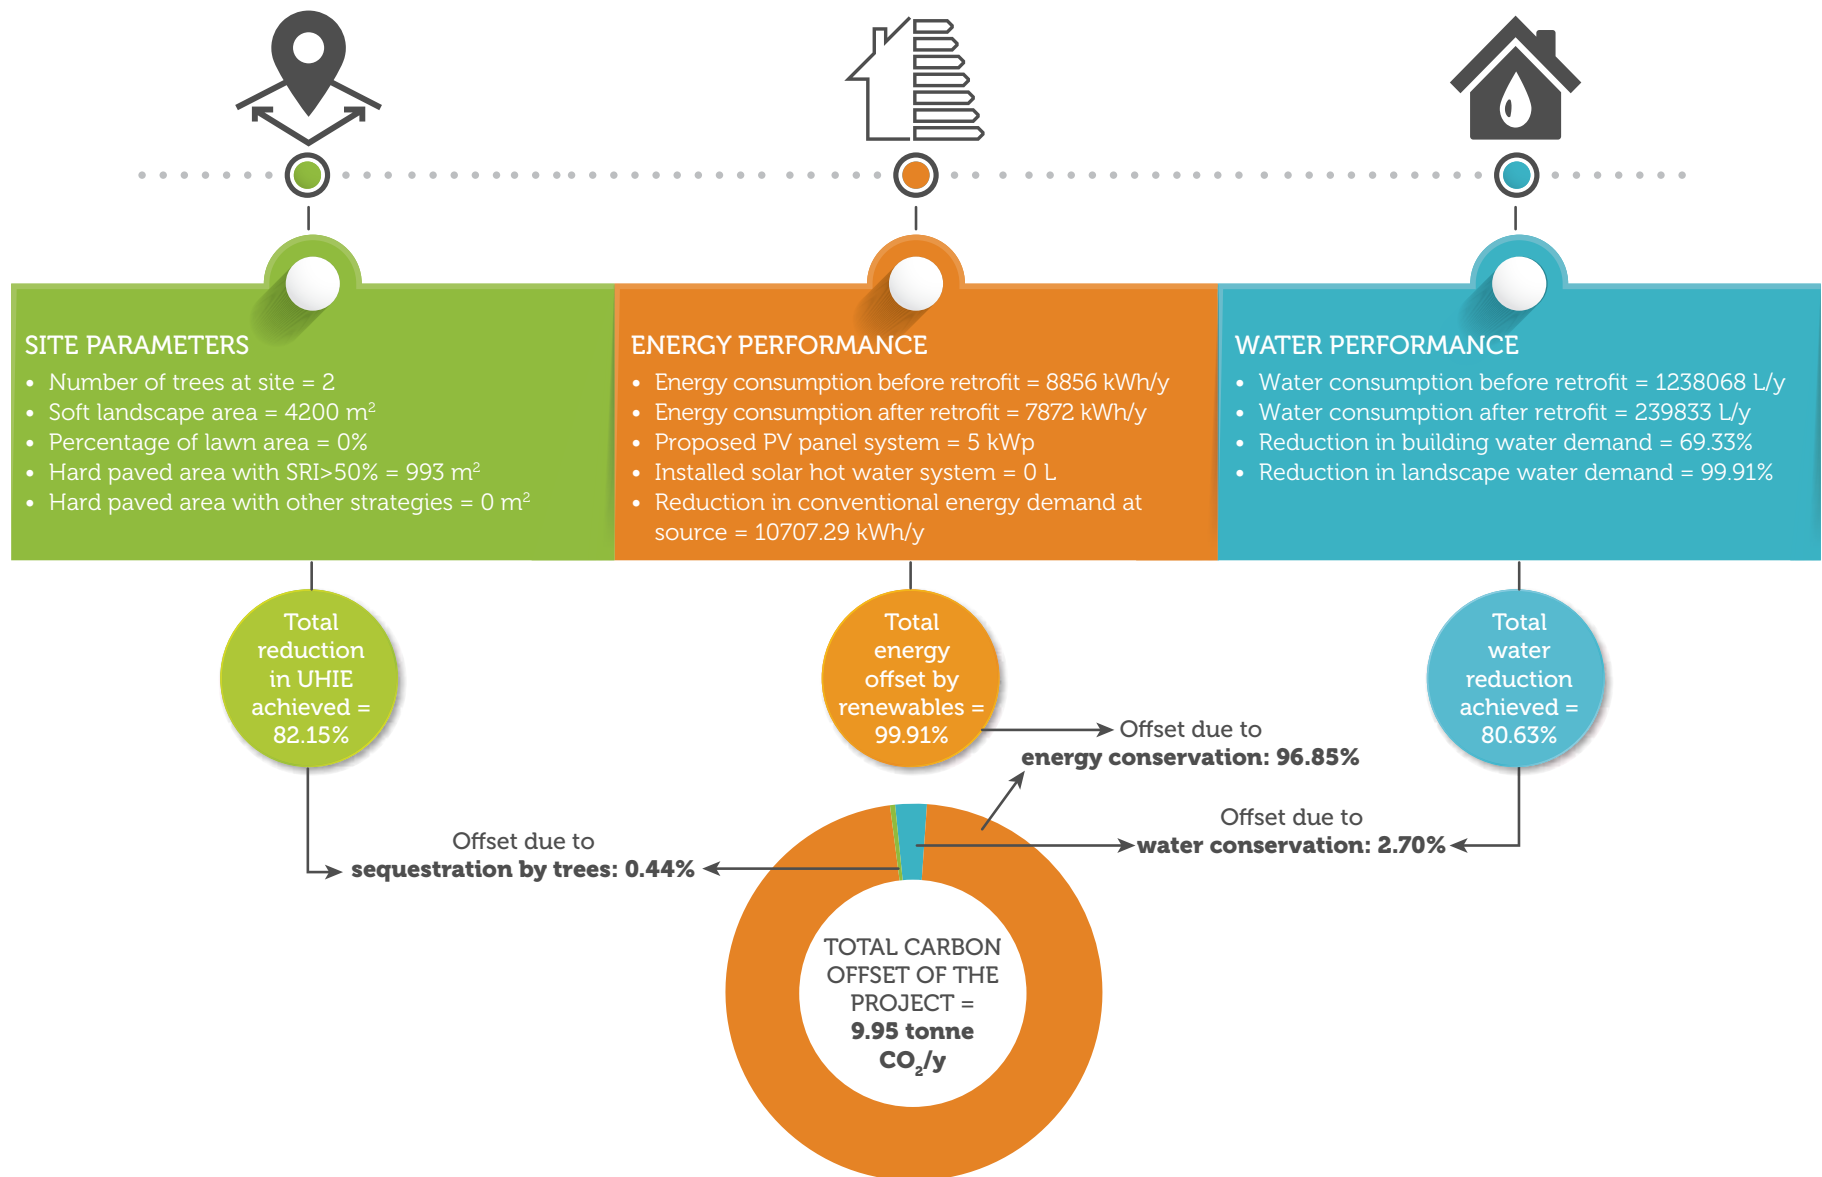 SITE PARAMETERS
• Number of trees at site = 2
• Soft landscape area = 4200 m²
• Percentage of lawn area = 0%
• Hard paved area with SRI>50% = 993 m²
• Hard paved area with other strategies = 0 m²
ENERGY PERFORMANCE
• Energy consumption before retrofit = 8856 kWh/y
• Energy consumption after retrofit = 7872 kWh/y
• Proposed PV panel system = 5 kWp
• Installed solar hot water system = 0 L
• Reduction in conventional energy demand at
source = 10707.29 kWh/y
WATER PERFORMANCE
• Water consumption before retrofit = 1238068 L/y
• Water consumption after retrofit = 239833 L/y
• Reduction in building water demand = 69.33%
• Reduction in landscape water demand = 99.91%
Total
reduction
in UHIE
achieved =
82.15%
Total
energy
offset by
renewables =
99.91%
Total
water
reduction
achieved =
80.63%
Offset due to
energy conservation: 96.85%
Offset due to
water conservation: 2.70%
Offset due to
sequestration by trees: 0.44%
TOTAL CARBON
OFFSET OF THE
PROJECT =
9.95 tonne
CO₂/y